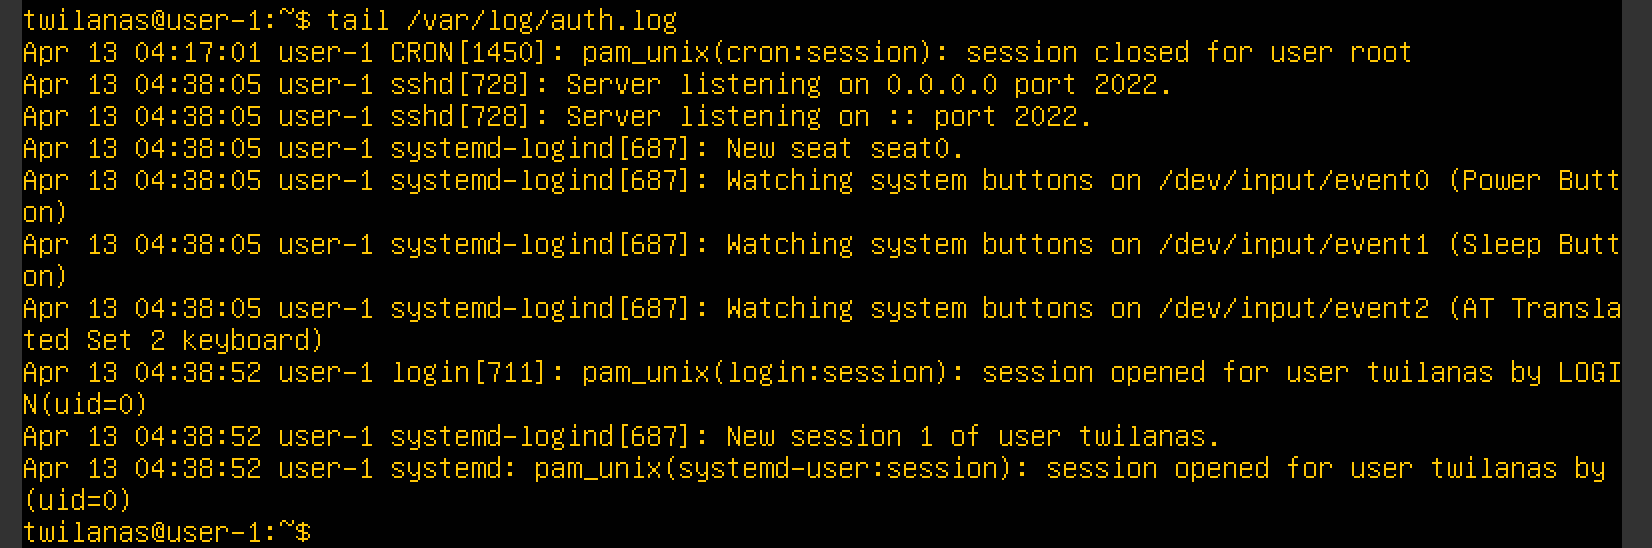 twilanas@user-1:~$ tail /var/log/auth.log
Apr 13 04:17:01 user-1 CRON[1450]: pam_unix(cron:session): session closed for user root
Apr 13 04:38:05 user-1 sshd[728]: Server listening on 0.0.0.0 port 2022.
Apr 13 04:38:05 user-1 sshd[728]: Server listening on :: port 2022.
Apr 13 04:38:05 user-1 systemd-logind[687]: New seat seat0.
Apr 13 04:38:05 user-1 systemd-logind[687]: Watching system buttons on /dev/input/event0 (Power Butt
on)
Apr 13 04:38:05 user-1 systemd-logind[687]: Watching system buttons on /dev/input/event1 (Sleep Butt
on)
Apr 13 04:38:05 user-1 systemd-logind[687]: Watching system buttons on /dev/input/event2 (AT Transla
ted Set 2 keyboard)
Apr 13 04:38:52 user-1 login[711]: pam_unix(login:session): session opened for user twilanas by LOGI
N(uid=0)
Apr 13 04:38:52 user-1 systemd-logind[687]: New session 1 of user twilanas.
Apr 13 04:38:52 user-1 systemd: pam_unix(systemd-user:session): session opened for user twilanas by
(uid=0)
twilanas@user-1:~$